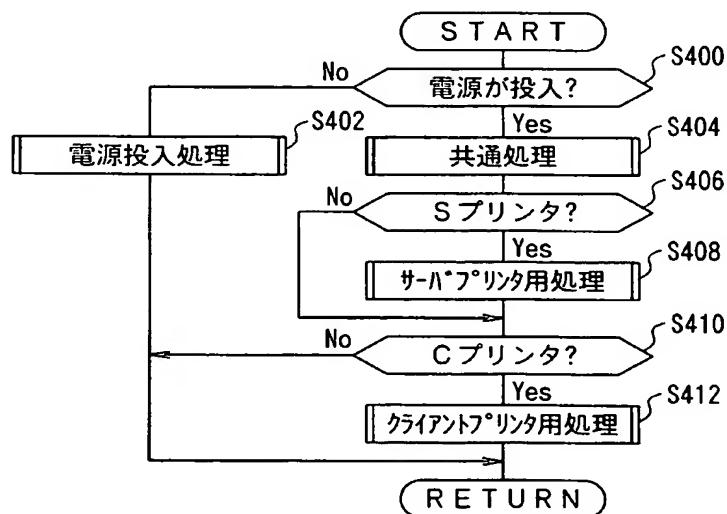 ＳＴＡＲＴ
No
電源が投入?
S400
Yes
電源投入処理
S402
共通処理
S404
No
Ｓプリンタ?
S406
Yes
ｻｰﾊﾞﾌﾟﾘﾝﾀ用処理
S408
No
Ｃプリンタ?
S410
Yes
ｸﾗｲｱﾝﾄﾌﾟﾘﾝﾀ用処理
S412
ＲＥＴＵＲＮ